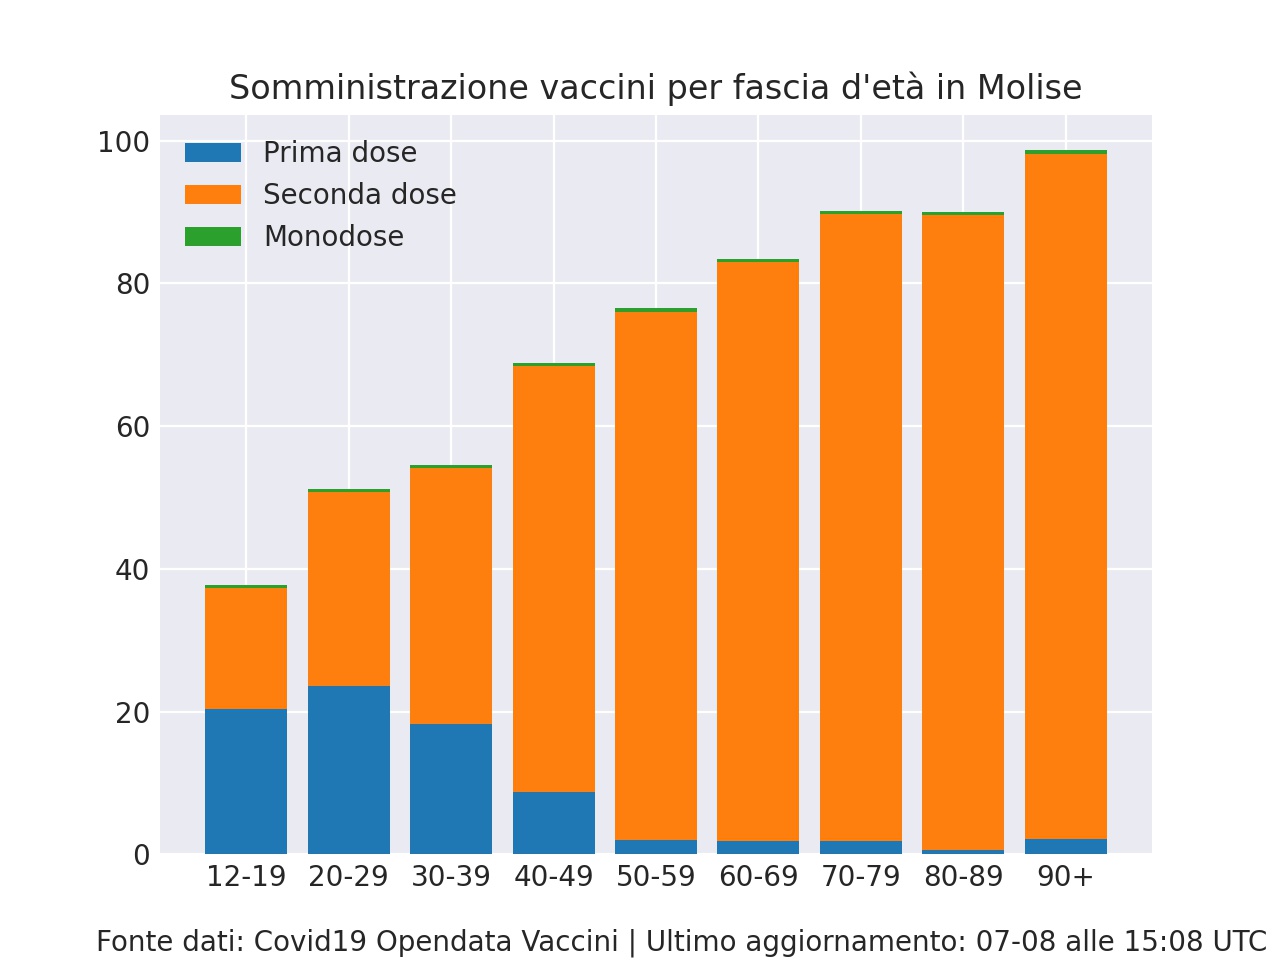 Somministrazione vaccini per fascia d'età in Molise
100
80
60
40
20
0
Prima dose
Seconda dose
Monodose
12-19 20-29 30-39 40-49 50-59 60-69 70-79 80-89 90+
Fonte dati: Covid19 Opendata Vaccini | Ultimo aggiornamento: 07-08 alle 15:08 UTC